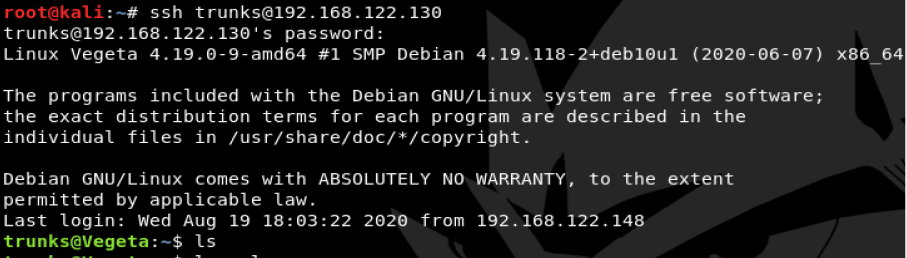 root@kali:~# ssh trunks@192.168.122.130
trunks@192.168.122.130's password:
Linux Vegeta 4.19.0-9-amd64 #1 SMP Debian 4.19.118-2+deb10u1 (2020-06-07) x86_64
The programs included with the Debian GNU/Linux system are free software;
the exact distribution terms for each program are described in the
individual files in /usr/share/doc/*/copyright.
Debian GNU/Linux comes with ABSOLUTELY NO WARRANTY, to the extent
permitted by applicable law.
Last login: Wed Aug 19 18:03:22 2020 from 192.168.122.148
trunks@Vegeta:~$ ls